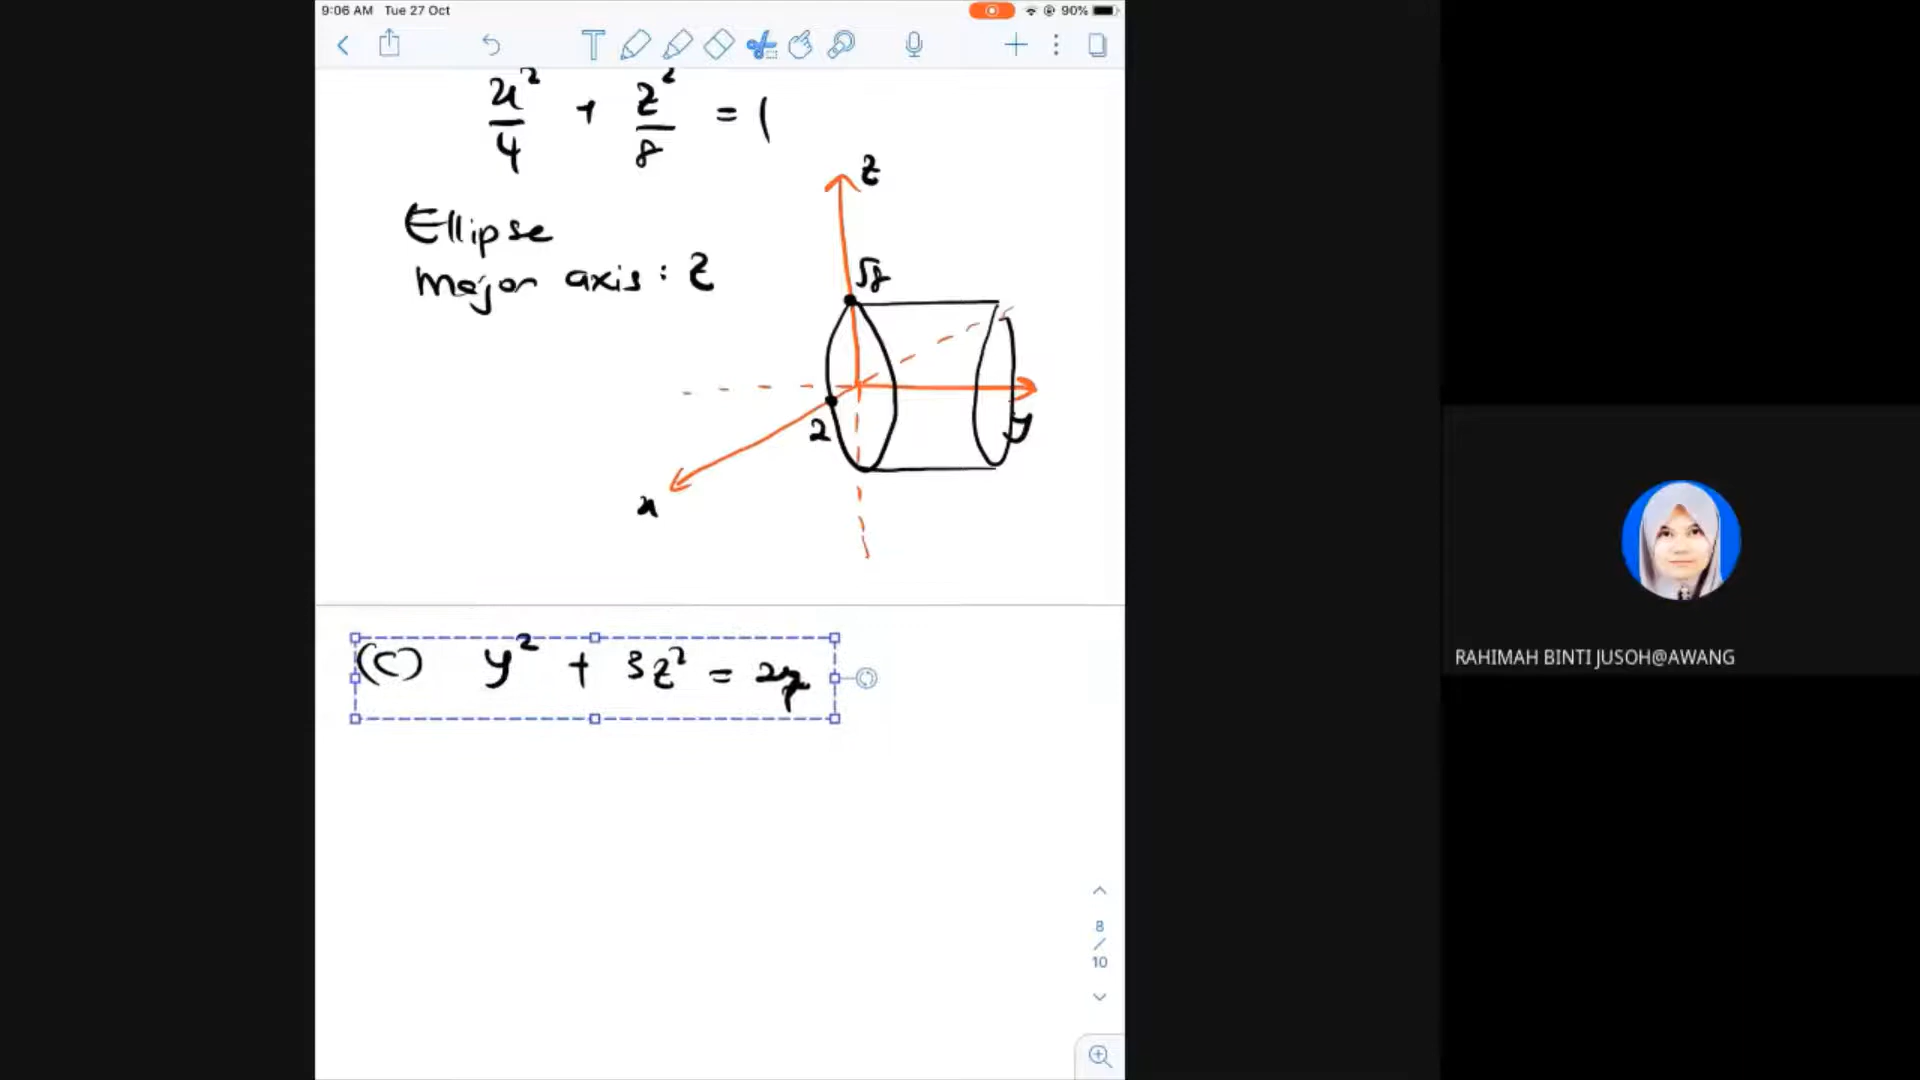 9:06 AM Tue 27 Oct
90%
T
x²/4 + z²/8 = 1
z
Ellipse
major axis : z
√8
2
y
x
(c) y² + 3z² = 2y
RAHIMAH BINTI JUSOH@AWANG
8
/
10